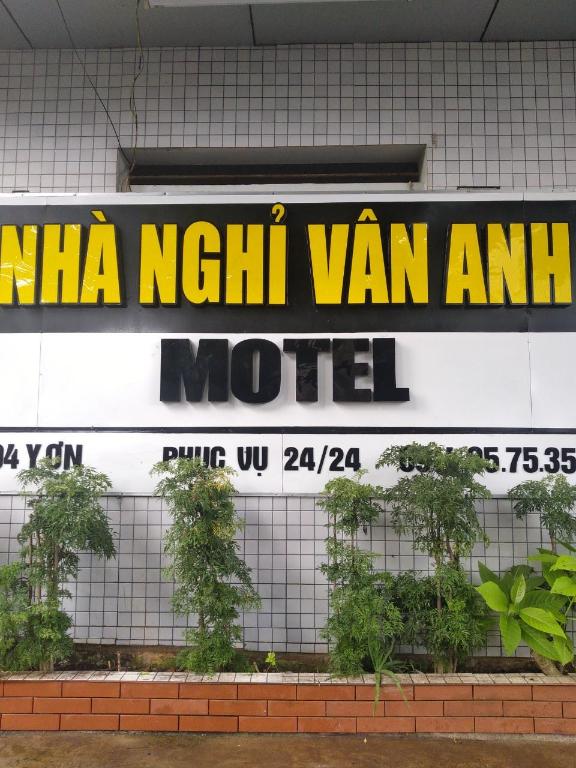 NHÀ NGHỈ VÂN ANH
MOTEL
PHỤC VỤ 24/24